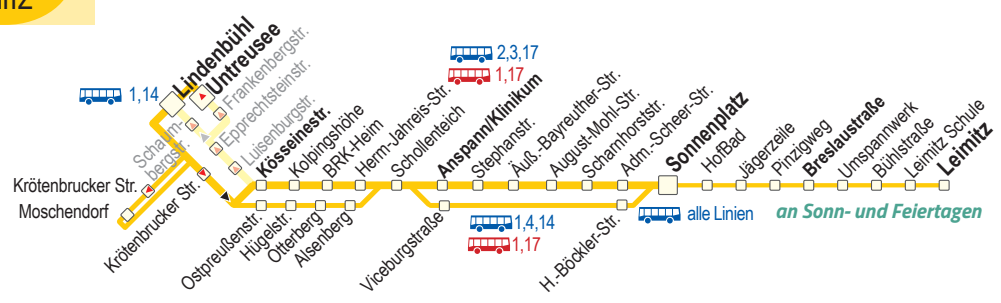 Lindenbühl
Untreusee
Frankenbergstr.
Epprechtsteinstr.
Luisenburgstr.
1,14
Schaum-
bergstr.
Krötenbrucker Str.
Moschendorf
Krötenbrucker Str.
Kösseinestr.
Kolpingshöhe
BRK-Heim
Herm-Jahreis-Str.
Schollenteich
2,3,17
1,17
Anspann/Klinikum
Stephanstr.
Äuß.-Bayreuther-Str.
August-Mohl-Str.
Scharnhorststr.
Adm.-Scheer-Str.
Sonnenplatz
HofBad
Jägerzeile
Pinzigweg
Breslaustraße
Umspannwerk
Bühlstraße
Leimitz Schule
Leimitz
Ostpreußenstr.
Hügelstr.
Otterberg
Alsenberg
Viceburgstraße
1,4,14
1,17
H.-Böckler-Str.
alle Linien
an Sonn- und Feiertagen